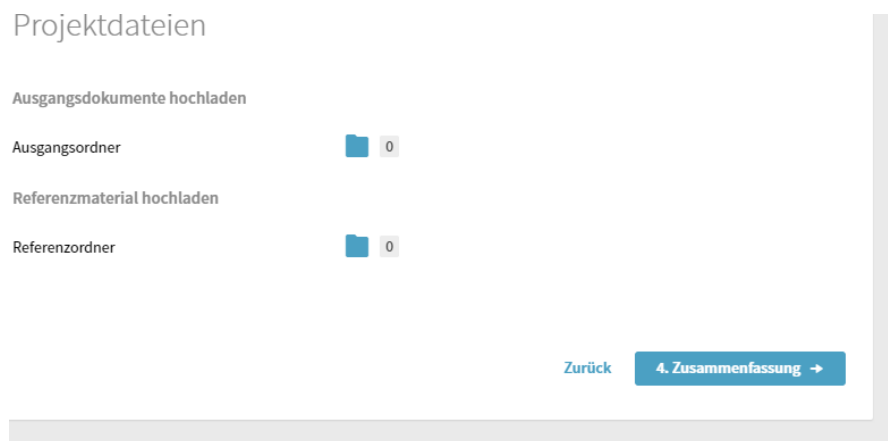 Projektdateien
Ausgangsdokumente hochladen
Ausgangsordner 0
Referenzmaterial hochladen
Referenzordner 0
Zurück 4. Zusammenfassung →